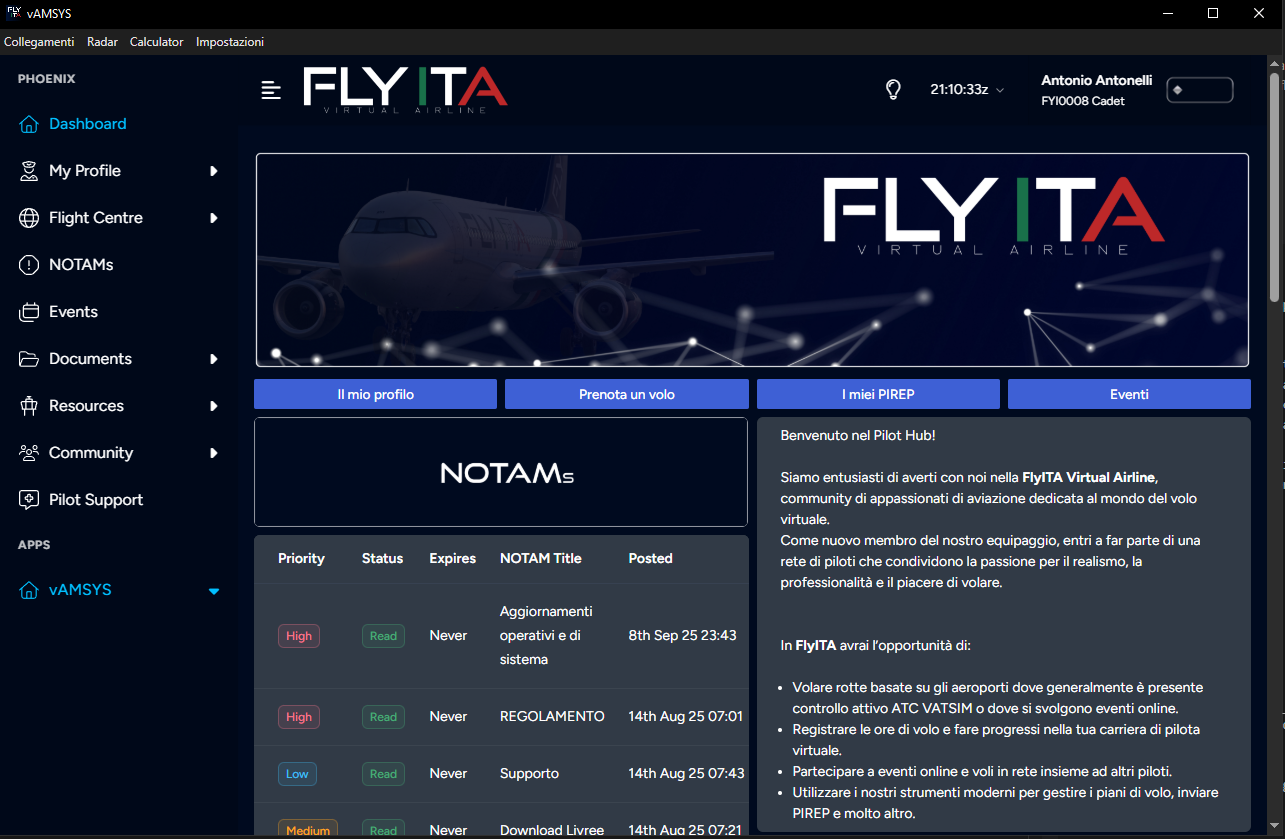 FLY ITA
vAMSYS
Collegamenti Radar Calculator Impostazioni
PHOENIX
Dashboard
My Profile
Flight Centre
NOTAMs
Events
Documents
Resources
Community
Pilot Support
APPS
vAMSYS
FLY ITA
VIRTUAL AIRLINE
21:10:33z
Antonio Antonelli
FYI0008 Cadet
FLY ITA
FLY ITA
VIRTUAL AIRLINE
Il mio profilo
Prenota un volo
I miei PIREP
Eventi
NOTAMs
Priority Status Expires NOTAM Title Posted
High Read Never Aggiornamenti operativi e di sistema 8th Sep 25 23:43
High Read Never REGOLAMENTO 14th Aug 25 07:01
Low Read Never Supporto 14th Aug 25 07:43
Medium Read Never Download Livree 14th Aug 25 07:21
Benvenuto nel Pilot Hub!
Siamo entusiasti di averti con noi nella FlyITA Virtual Airline,
community di appassionati di aviazione dedicata al mondo del volo
virtuale.
Come nuovo membro del nostro equipaggio, entri a far parte di una
rete di piloti che condividono la passione per il realismo, la
professionalità e il piacere di volare.
In FlyITA avrai l'opportunità di:
• Volare rotte basate su gli aeroporti dove generalmente è presente
controllo attivo ATC VATSIM o dove si svolgono eventi online.
• Registrare le ore di volo e fare progressi nella tua carriera di pilota
virtuale.
• Partecipare a eventi online e voli in rete insieme ad altri piloti.
• Utilizzare i nostri strumenti moderni per gestire i piani di volo, inviare
PIREP e molto altro.